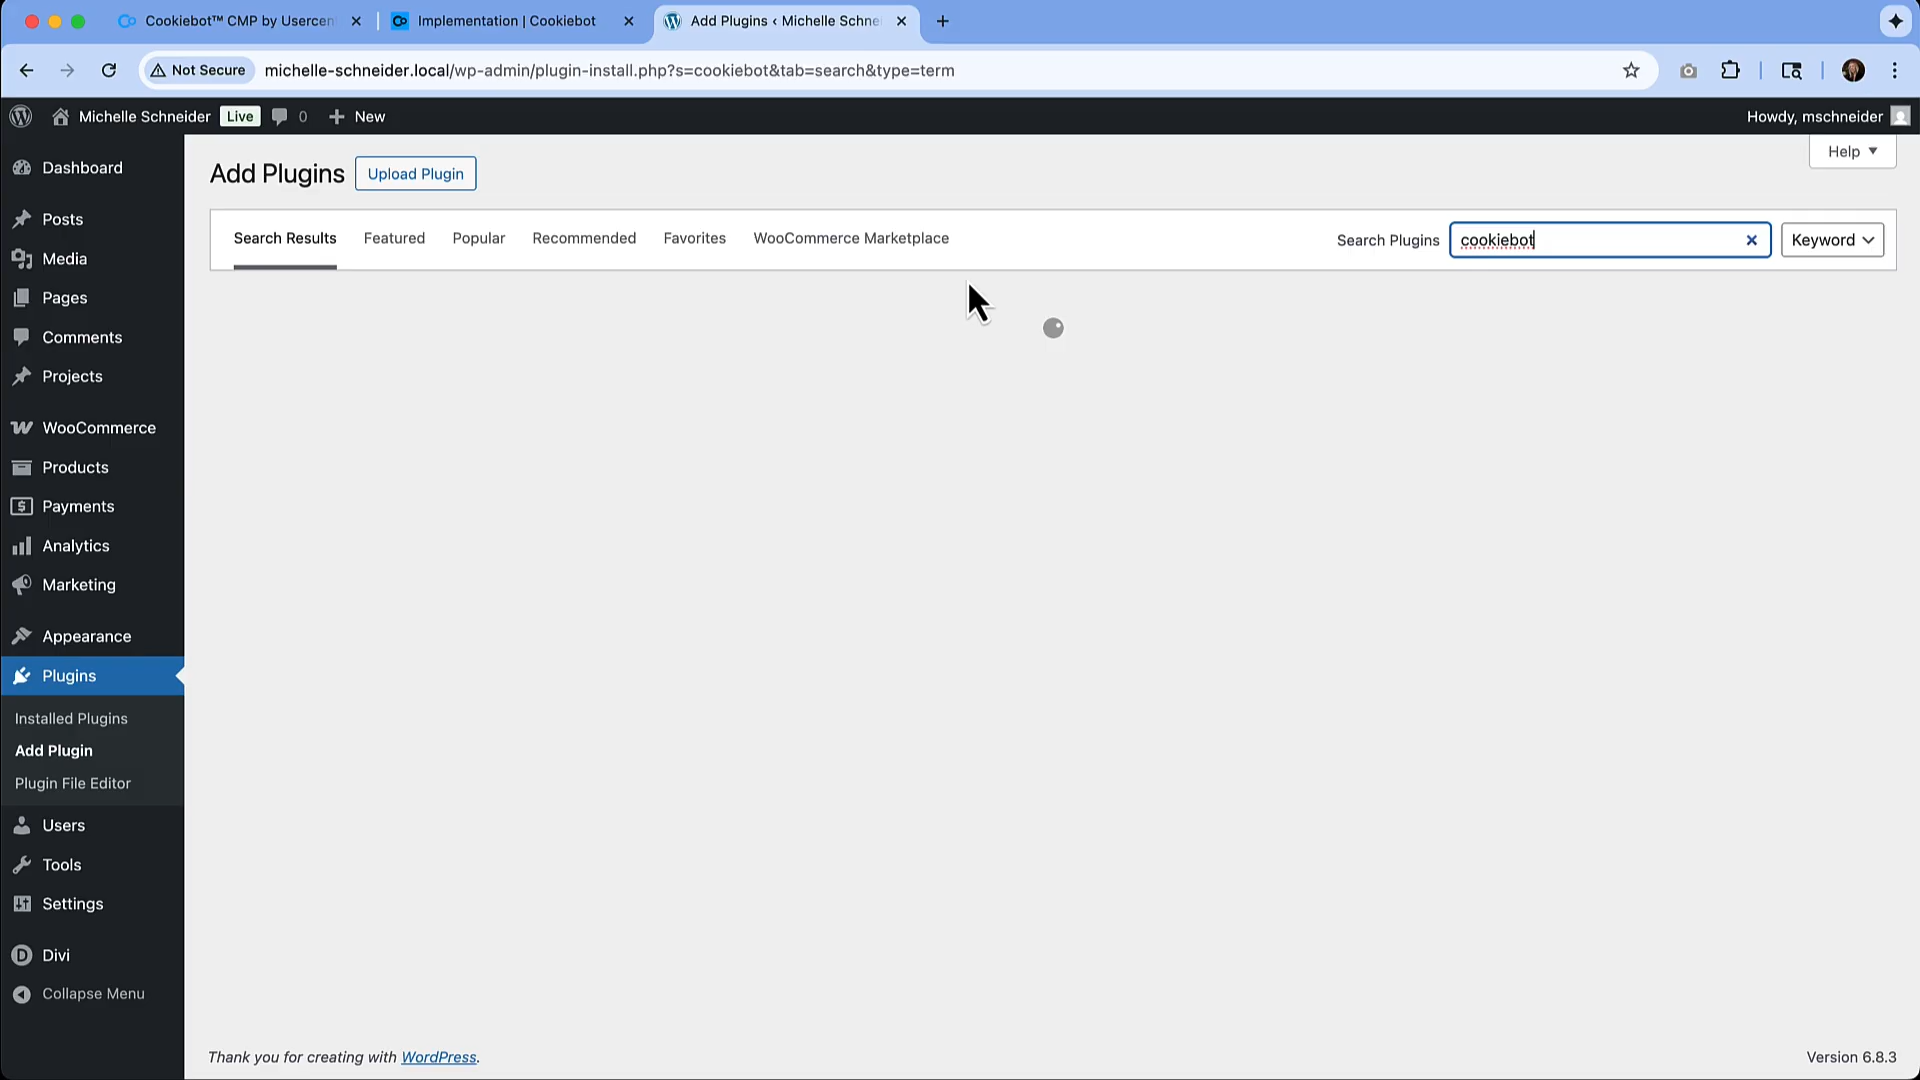 Cookiebot™ CMP by Usercen
Implementation | Cookiebot
Add Plugins ‹ Michelle Schne
Not Secure
michelle-schneider.local/wp-admin/plugin-install.php?s=cookiebot&tab=search&type=term
Michelle Schneider Live 0 New
Howdy, mschneider
Dashboard
Posts
Media
Pages
Comments
Projects
WooCommerce
Products
Payments
Analytics
Marketing
Appearance
Plugins
Installed Plugins
Add Plugin
Plugin File Editor
Users
Tools
Settings
Divi
Collapse Menu
Help
Add Plugins Upload Plugin
Search Results Featured Popular Recommended Favorites WooCommerce Marketplace
Search Plugins cookiebot Keyword
Thank you for creating with WordPress.
Version 6.8.3